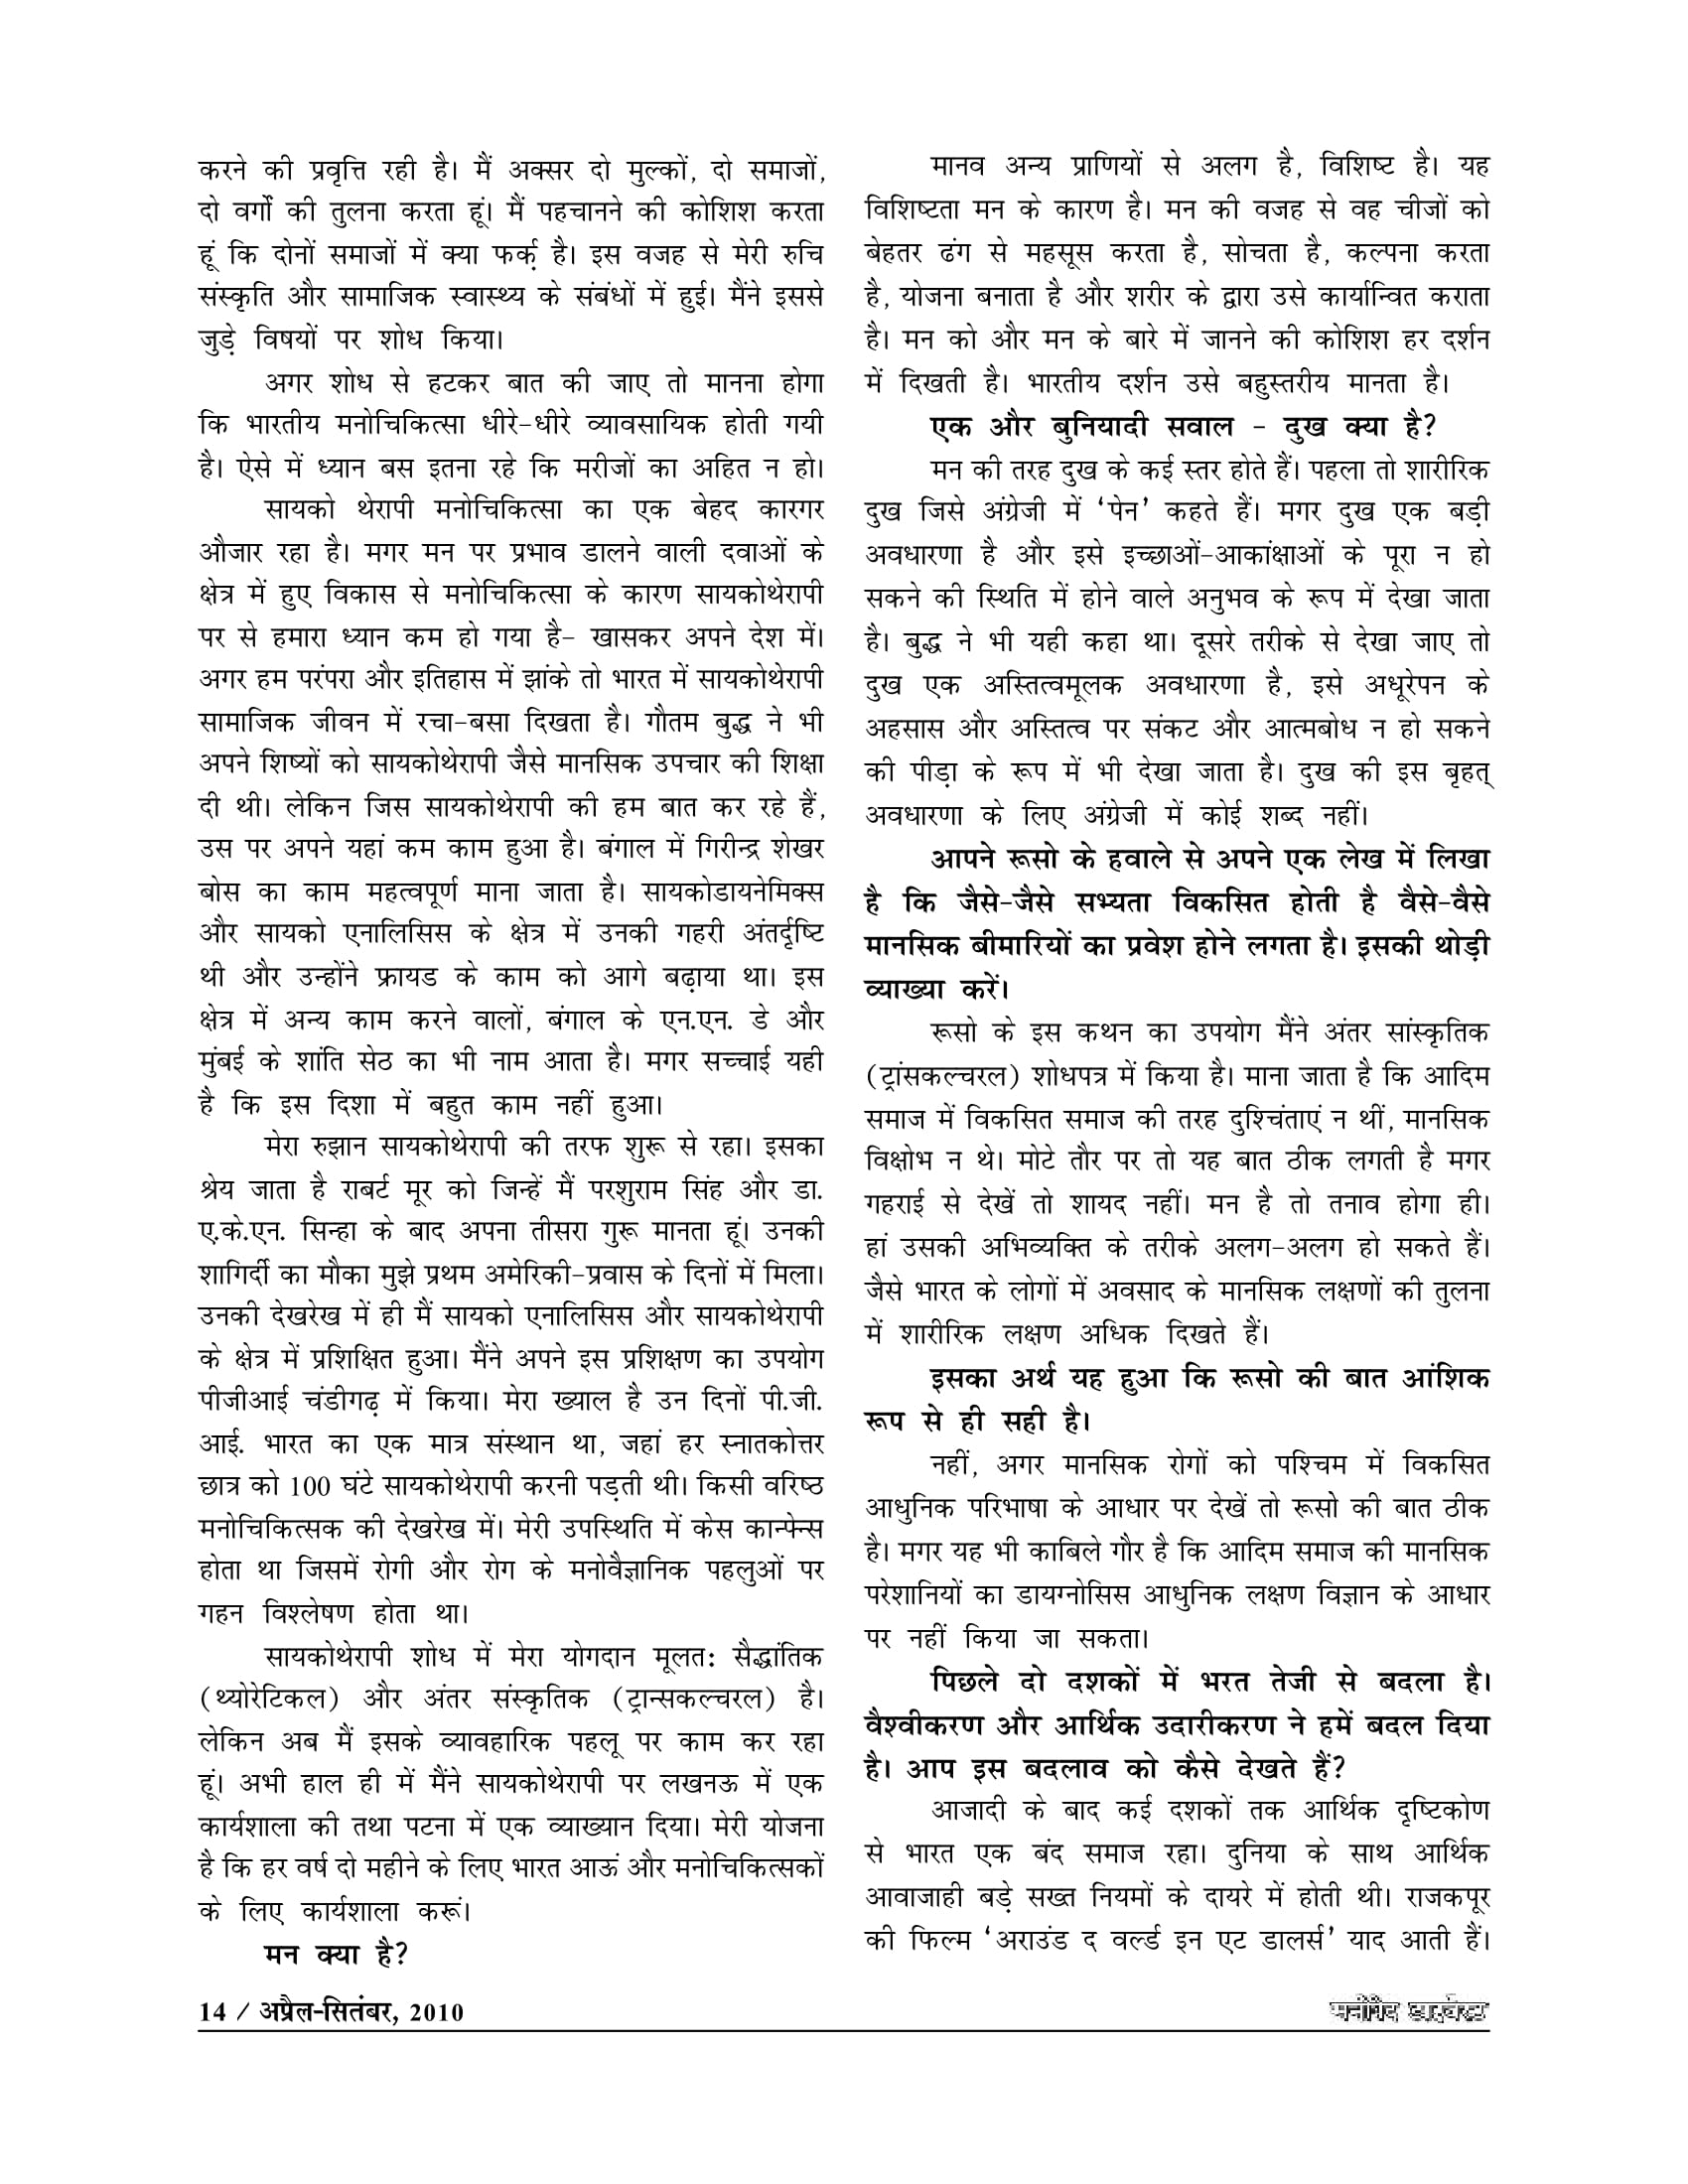 करने की प्रवृत्ति रही है। मैं अक्सर दो मुल्कों, दो समाजों,
दो वर्गों की तुलना करता हूं। मैं पहचानने की कोशिश करता
हूं कि दोनों समाजों में क्या फर्क़ है। इस वजह से मेरी रुचि
संस्कृति और सामाजिक स्वास्थ्य के संबंधों में हुई। मैंने इससे
जुड़े विषयों पर शोध किया।
अगर शोध से हटकर बात की जाए तो मानना होगा
कि भारतीय मनोचिकित्सा धीरे-धीरे व्यावसायिक होती गयी
है। ऐसे में ध्यान बस इतना रहे कि मरीजों का अहित न हो।
सायको थेरापी मनोचिकित्सा का एक बेहद कारगर
औजार रहा है। मगर मन पर प्रभाव डालने वाली दवाओं के
क्षेत्र में हुए विकास से मनोचिकित्सा के कारण सायकोथेरापी
पर से हमारा ध्यान कम हो गया है- खासकर अपने देश में।
अगर हम परंपरा और इतिहास में झांके तो भारत में सायकोथेरापी
सामाजिक जीवन में रचा-बसा दिखता है। गौतम बुद्ध ने भी
अपने शिष्यों को सायकोथेरापी जैसे मानसिक उपचार की शिक्षा
दी थी। लेकिन जिस सायकोथेरापी की हम बात कर रहे हैं,
उस पर अपने यहां कम काम हुआ है। बंगाल में गिरीन्द्र शेखर
बोस का काम महत्वपूर्ण माना जाता है। सायकोडायनेमिक्स
और सायको एनालिसिस के क्षेत्र में उनकी गहरी अंतर्दृष्टि
थी और उन्होंने फ्रायड के काम को आगे बढ़ाया था। इस
क्षेत्र में अन्य काम करने वालों, बंगाल के एन.एन. डे और
मुंबई के शांति सेठ का भी नाम आता है। मगर सच्चाई यही
है कि इस दिशा में बहुत काम नहीं हुआ।
मेरा रुझान सायकोथेरापी की तरफ शुरू से रहा। इसका
श्रेय जाता है राबर्ट मूर को जिन्हें मैं परशुराम सिंह और डा.
ए.के.एन. सिन्हा के बाद अपना तीसरा गुरू मानता हूं। उनकी
शागिर्दी का मौका मुझे प्रथम अमेरिकी-प्रवास के दिनों में मिला।
उनकी देखरेख में ही मैं सायको एनालिसिस और सायकोथेरापी
के क्षेत्र में प्रशिक्षित हुआ। मैंने अपने इस प्रशिक्षण का उपयोग
पीजीआई चंडीगढ़ में किया। मेरा ख्याल है उन दिनों पी.जी.
आई. भारत का एक मात्र संस्थान था, जहां हर स्नातकोत्तर
छात्र को 100 घंटे सायकोथेरापी करनी पड़ती थी। किसी वरिष्ठ
मनोचिकित्सक की देखरेख में। मेरी उपस्थिति में केस कान्फेन्स
होता था जिसमें रोगी और रोग के मनोवैज्ञानिक पहलुओं पर
गहन विश्लेषण होता था।
सायकोथेरापी शोध में मेरा योगदान मूलत: सैद्धांतिक
(थ्योरेटिकल) और अंतर संस्कृतिक (ट्रान्सकल्चरल) है।
लेकिन अब मैं इसके व्यावहारिक पहलू पर काम कर रहा
हूं। अभी हाल ही में मैंने सायकोथेरापी पर लखनऊ में एक
कार्यशाला की तथा पटना में एक व्याख्यान दिया। मेरी योजना
है कि हर वर्ष दो महीने के लिए भारत आऊं और मनोचिकित्सकों
के लिए कार्यशाला करूं।
मन क्या है?
मानव अन्य प्राणियों से अलग है, विशिष्ट है। यह
विशिष्टता मन के कारण है। मन की वजह से वह चीजों को
बेहतर ढंग से महसूस करता है, सोचता है, कल्पना करता
है, योजना बनाता है और शरीर के द्वारा उसे कार्यान्वित कराता
है। मन को और मन के बारे में जानने की कोशिश हर दर्शन
में दिखती है। भारतीय दर्शन उसे बहुस्तरीय मानता है।
एक और बुनियादी सवाल - दुख क्या है?
मन की तरह दुख के कई स्तर होते हैं। पहला तो शारीरिक
दुख जिसे अंग्रेजी में ‘पेन’ कहते हैं। मगर दुख एक बड़ी
अवधारणा है और इसे इच्छाओं-आकांक्षाओं के पूरा न हो
सकने की स्थिति में होने वाले अनुभव के रूप में देखा जाता
है। बुद्ध ने भी यही कहा था। दूसरे तरीके से देखा जाए तो
दुख एक अस्तित्वमूलक अवधारणा है, इसे अधूरेपन के
अहसास और अस्तित्व पर संकट और आत्मबोध न हो सकने
की पीड़ा के रूप में भी देखा जाता है। दुख की इस बृहत्
अवधारणा के लिए अंग्रेजी में कोई शब्द नहीं।
आपने रूसो के हवाले से अपने एक लेख में लिखा
है कि जैसे-जैसे सभ्यता विकसित होती है वैसे-वैसे
मानसिक बीमारियों का प्रवेश होने लगता है। इसकी थोड़ी
व्याख्या करें।
रूसो के इस कथन का उपयोग मैंने अंतर सांस्कृतिक
(ट्रांसकल्चरल) शोधपत्र में किया है। माना जाता है कि आदिम
समाज में विकसित समाज की तरह दुश्चिंताएं न थीं, मानसिक
विक्षोभ न थे। मोटे तौर पर तो यह बात ठीक लगती है मगर
गहराई से देखें तो शायद नहीं। मन है तो तनाव होगा ही।
हां उसकी अभिव्यक्ति के तरीके अलग-अलग हो सकते हैं।
जैसे भारत के लोगों में अवसाद के मानसिक लक्षणों की तुलना
में शारीरिक लक्षण अधिक दिखते हैं।
इसका अर्थ यह हुआ कि रूसो की बात आंशिक
रूप से ही सही है।
नहीं, अगर मानसिक रोगों को पश्चिम में विकसित
आधुनिक परिभाषा के आधार पर देखें तो रूसो की बात ठीक
है। मगर यह भी काबिले गौर है कि आदिम समाज की मानसिक
परेशानियों का डायग्नोसिस आधुनिक लक्षण विज्ञान के आधार
पर नहीं किया जा सकता।
पिछले दो दशकों में भरत तेजी से बदला है।
वैश्वीकरण और आर्थिक उदारीकरण ने हमें बदल दिया
है। आप इस बदलाव को कैसे देखते हैं?
आजादी के बाद कई दशकों तक आर्थिक दृष्टिकोण
से भारत एक बंद समाज रहा। दुनिया के साथ आर्थिक
आवाजाही बड़े सख्त नियमों के दायरे में होती थी। राजकपूर
की फिल्म ‘अराउंड द वर्ल्ड इन एट डालर्स’ याद आती हैं।
14 / अप्रैल-सितंबर, 2010